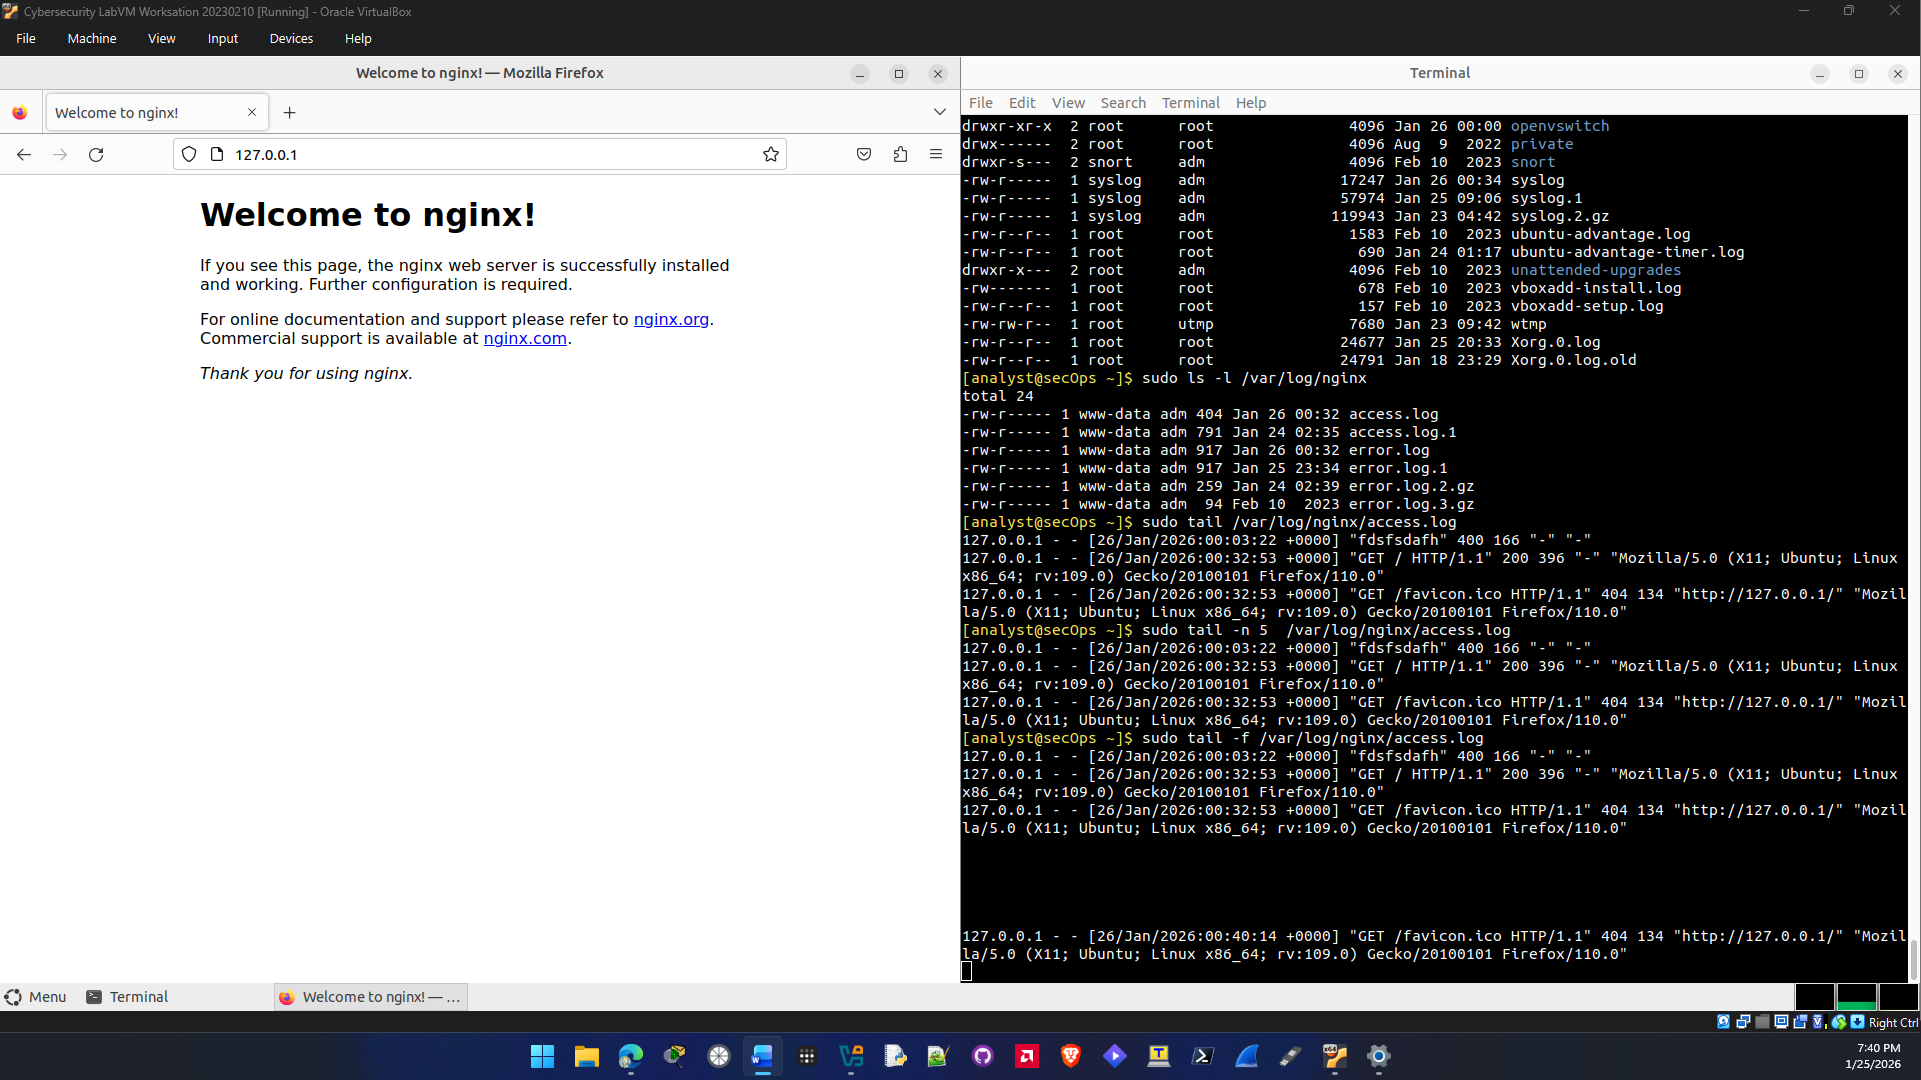 Cybersecurity LabVM Worksation 20230210 [Running] - Oracle VirtualBox
File Machine View Input Devices Help
Welcome to nginx! — Mozilla Firefox
Welcome to nginx!
127.0.0.1
Welcome to nginx!
If you see this page, the nginx web server is successfully installed
and working. Further configuration is required.
For online documentation and support please refer to nginx.org.
Commercial support is available at nginx.com.
Thank you for using nginx.
Terminal
File Edit View Search Terminal Help
drwxr-xr-x  2 root      root               4096 Jan 26 00:00 openvswitch
drwx------  2 root      root               4096 Aug  9  2022 private
drwxr-s---  2 snort     adm                4096 Feb 10  2023 snort
-rw-r-----  1 syslog    adm               17247 Jan 26 00:34 syslog
-rw-r-----  1 syslog    adm               57974 Jan 25 09:06 syslog.1
-rw-r-----  1 syslog    adm              119943 Jan 23 04:42 syslog.2.gz
-rw-r--r--  1 root      root               1583 Feb 10  2023 ubuntu-advantage.log
-rw-r--r--  1 root      root                690 Jan 24 01:17 ubuntu-advantage-timer.log
drwxr-x---  2 root      adm                4096 Feb 10  2023 unattended-upgrades
-rw-------  1 root      root                678 Feb 10  2023 vboxadd-install.log
-rw-r--r--  1 root      root                157 Feb 10  2023 vboxadd-setup.log
-rw-rw-r--  1 root      utmp               7680 Jan 23 09:42 wtmp
-rw-r--r--  1 root      root              24677 Jan 25 20:33 Xorg.0.log
-rw-r--r--  1 root      root              24791 Jan 18 23:29 Xorg.0.log.old
[analyst@secOps ~]$ sudo ls -l /var/log/nginx
total 24
-rw-r----- 1 www-data adm 404 Jan 26 00:32 access.log
-rw-r----- 1 www-data adm 791 Jan 24 02:35 access.log.1
-rw-r----- 1 www-data adm 917 Jan 26 00:32 error.log
-rw-r----- 1 www-data adm 917 Jan 25 23:34 error.log.1
-rw-r----- 1 www-data adm 259 Jan 24 02:39 error.log.2.gz
-rw-r----- 1 www-data adm  94 Feb 10  2023 error.log.3.gz
[analyst@secOps ~]$ sudo tail /var/log/nginx/access.log
127.0.0.1 - - [26/Jan/2026:00:03:22 +0000] "fdsfsdafh" 400 166 "-" "-"
127.0.0.1 - - [26/Jan/2026:00:32:53 +0000] "GET / HTTP/1.1" 200 396 "-" "Mozilla/5.0 (X11; Ubuntu; Linux
x86_64; rv:109.0) Gecko/20100101 Firefox/110.0"
127.0.0.1 - - [26/Jan/2026:00:32:53 +0000] "GET /favicon.ico HTTP/1.1" 404 134 "http://127.0.0.1/" "Mozil
la/5.0 (X11; Ubuntu; Linux x86_64; rv:109.0) Gecko/20100101 Firefox/110.0"
[analyst@secOps ~]$ sudo tail -n 5  /var/log/nginx/access.log
127.0.0.1 - - [26/Jan/2026:00:03:22 +0000] "fdsfsdafh" 400 166 "-" "-"
127.0.0.1 - - [26/Jan/2026:00:32:53 +0000] "GET / HTTP/1.1" 200 396 "-" "Mozilla/5.0 (X11; Ubuntu; Linux
x86_64; rv:109.0) Gecko/20100101 Firefox/110.0"
127.0.0.1 - - [26/Jan/2026:00:32:53 +0000] "GET /favicon.ico HTTP/1.1" 404 134 "http://127.0.0.1/" "Mozil
la/5.0 (X11; Ubuntu; Linux x86_64; rv:109.0) Gecko/20100101 Firefox/110.0"
[analyst@secOps ~]$ sudo tail -f /var/log/nginx/access.log
127.0.0.1 - - [26/Jan/2026:00:03:22 +0000] "fdsfsdafh" 400 166 "-" "-"
127.0.0.1 - - [26/Jan/2026:00:32:53 +0000] "GET / HTTP/1.1" 200 396 "-" "Mozilla/5.0 (X11; Ubuntu; Linux
x86_64; rv:109.0) Gecko/20100101 Firefox/110.0"
127.0.0.1 - - [26/Jan/2026:00:32:53 +0000] "GET /favicon.ico HTTP/1.1" 404 134 "http://127.0.0.1/" "Mozil
la/5.0 (X11; Ubuntu; Linux x86_64; rv:109.0) Gecko/20100101 Firefox/110.0"
127.0.0.1 - - [26/Jan/2026:00:40:14 +0000] "GET /favicon.ico HTTP/1.1" 404 134 "http://127.0.0.1/" "Mozil
la/5.0 (X11; Ubuntu; Linux x86_64; rv:109.0) Gecko/20100101 Firefox/110.0"
Menu Terminal Welcome to nginx! — ...
Right Ctrl
7:40 PM
1/25/2026